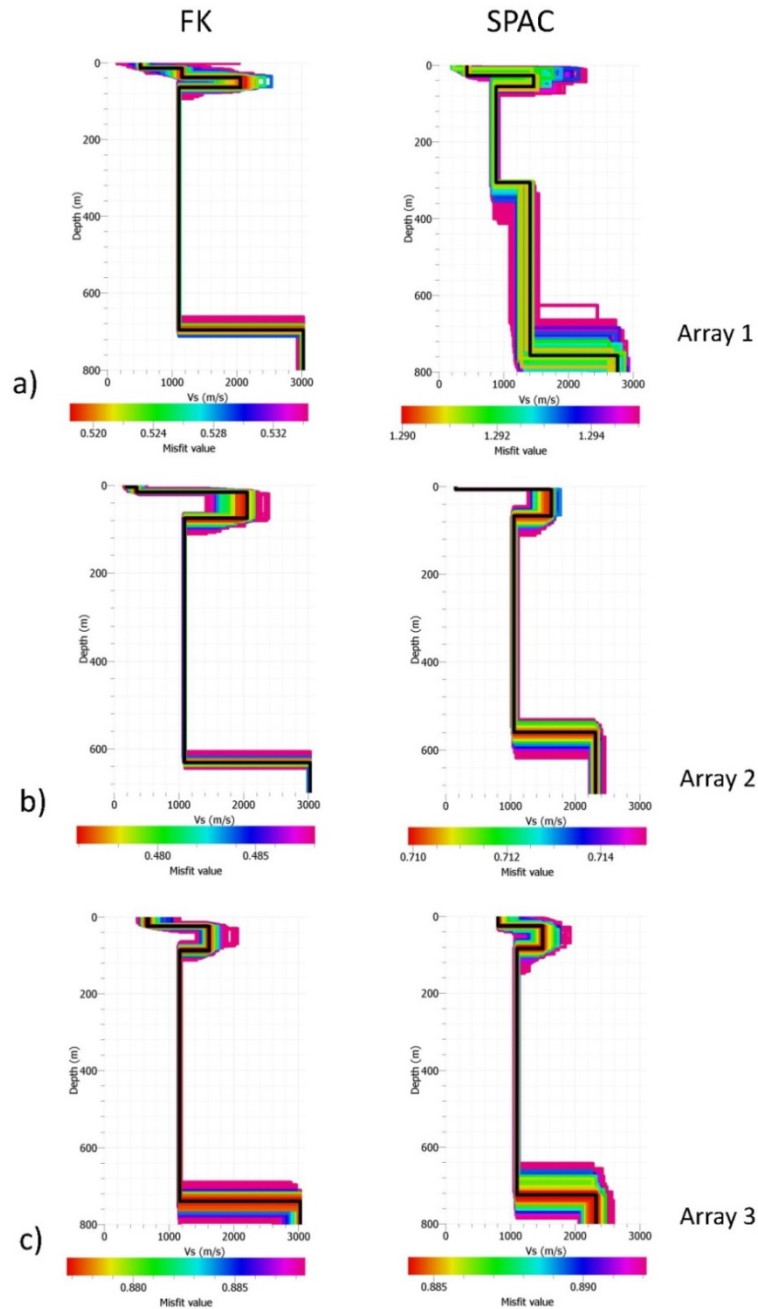 FK
SPAC
0
200
400
600
800
Depth (m)
0
1000
2000
3000
Vs (m/s)
0.520
0.524
0.528
0.532
Misfit value
0
200
400
600
800
Depth (m)
0
1000
2000
3000
Vs (m/s)
1.290
1.292
1.294
Misfit value
Array 1
a)
0
200
400
600
Depth (m)
0
1000
2000
3000
0.480
0.485
Misfit value
0
200
400
600
Depth (m)
0
1000
2000
3000
0.710
0.712
0.714
Misfit value
Array 2
b)
0
200
400
600
800
Depth (m)
0
1000
2000
3000
Vs (m/s)
0.880
0.885
Misfit value
0
200
400
600
800
Depth (m)
0
1000
2000
3000
Vs (m/s)
0.885
0.890
Misfit value
Array 3
c)